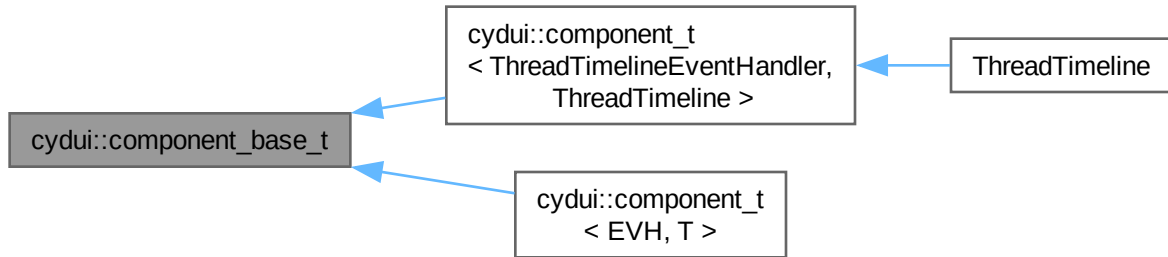 cydui::component_base_t
cydui::component_t
< ThreadTimelineEventHandler,
ThreadTimeline >
ThreadTimeline
cydui::component_t
< EVH, T >